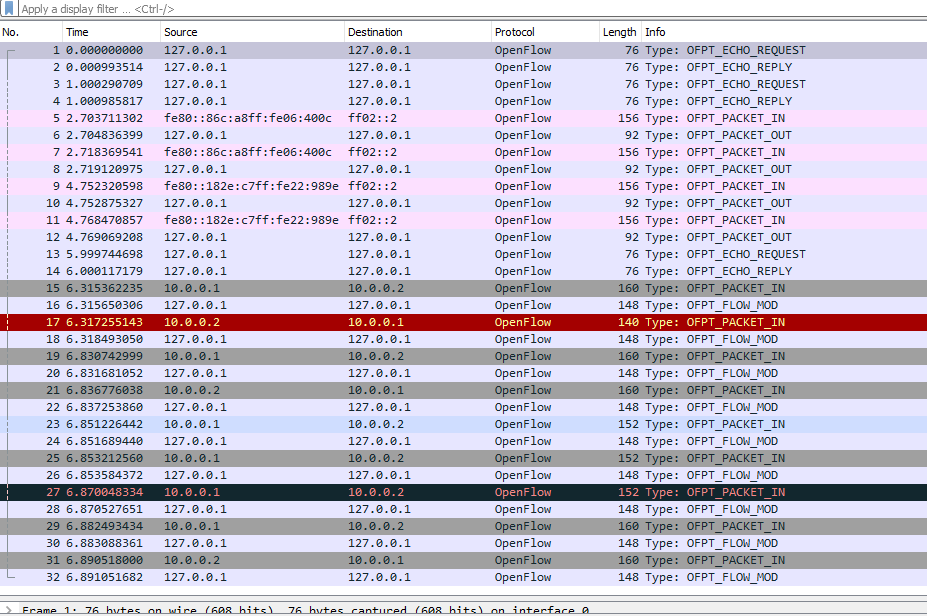 Apply a display filter ... <Ctrl-/>
No. Time Source Destination Protocol Length Info
1 0.000000000 127.0.0.1 127.0.0.1 OpenFlow 76 Type: OFPT_ECHO_REQUEST
2 0.000993514 127.0.0.1 127.0.0.1 OpenFlow 76 Type: OFPT_ECHO_REPLY
3 1.000290709 127.0.0.1 127.0.0.1 OpenFlow 76 Type: OFPT_ECHO_REQUEST
4 1.000985817 127.0.0.1 127.0.0.1 OpenFlow 76 Type: OFPT_ECHO_REPLY
5 2.703711302 fe80::86c:a8ff:fe06:400c ff02::2 OpenFlow 156 Type: OFPT_PACKET_IN
6 2.704836399 127.0.0.1 127.0.0.1 OpenFlow 92 Type: OFPT_PACKET_OUT
7 2.718369541 fe80::86c:a8ff:fe06:400c ff02::2 OpenFlow 156 Type: OFPT_PACKET_IN
8 2.719120975 127.0.0.1 127.0.0.1 OpenFlow 92 Type: OFPT_PACKET_OUT
9 4.752320598 fe80::182e:c7ff:fe22:989e ff02::2 OpenFlow 156 Type: OFPT_PACKET_IN
10 4.752875327 127.0.0.1 127.0.0.1 OpenFlow 92 Type: OFPT_PACKET_OUT
11 4.768470857 fe80::182e:c7ff:fe22:989e ff02::2 OpenFlow 156 Type: OFPT_PACKET_IN
12 4.769069208 127.0.0.1 127.0.0.1 OpenFlow 92 Type: OFPT_PACKET_OUT
13 5.999744698 127.0.0.1 127.0.0.1 OpenFlow 76 Type: OFPT_ECHO_REQUEST
14 6.000117179 127.0.0.1 127.0.0.1 OpenFlow 76 Type: OFPT_ECHO_REPLY
15 6.315362235 10.0.0.1 10.0.0.2 OpenFlow 160 Type: OFPT_PACKET_IN
16 6.315650306 127.0.0.1 127.0.0.1 OpenFlow 148 Type: OFPT_FLOW_MOD
17 6.317255143 10.0.0.2 10.0.0.1 OpenFlow 140 Type: OFPT_PACKET_IN
18 6.318493050 127.0.0.1 127.0.0.1 OpenFlow 148 Type: OFPT_FLOW_MOD
19 6.830742999 10.0.0.1 10.0.0.2 OpenFlow 160 Type: OFPT_PACKET_IN
20 6.831681052 127.0.0.1 127.0.0.1 OpenFlow 148 Type: OFPT_FLOW_MOD
21 6.836776038 10.0.0.2 10.0.0.1 OpenFlow 160 Type: OFPT_PACKET_IN
22 6.837253860 127.0.0.1 127.0.0.1 OpenFlow 148 Type: OFPT_FLOW_MOD
23 6.851226442 10.0.0.1 10.0.0.2 OpenFlow 152 Type: OFPT_PACKET_IN
24 6.851689440 127.0.0.1 127.0.0.1 OpenFlow 148 Type: OFPT_FLOW_MOD
25 6.853212560 10.0.0.1 10.0.0.2 OpenFlow 152 Type: OFPT_PACKET_IN
26 6.853584372 127.0.0.1 127.0.0.1 OpenFlow 148 Type: OFPT_FLOW_MOD
27 6.870048334 10.0.0.1 10.0.0.2 OpenFlow 152 Type: OFPT_PACKET_IN
28 6.870527651 127.0.0.1 127.0.0.1 OpenFlow 148 Type: OFPT_FLOW_MOD
29 6.882493434 10.0.0.1 10.0.0.2 OpenFlow 160 Type: OFPT_PACKET_IN
30 6.883088361 127.0.0.1 127.0.0.1 OpenFlow 148 Type: OFPT_FLOW_MOD
31 6.890518000 10.0.0.2 10.0.0.1 OpenFlow 160 Type: OFPT_PACKET_IN
32 6.891051682 127.0.0.1 127.0.0.1 OpenFlow 148 Type: OFPT_FLOW_MOD
Frame 1: 76 bytes on wire (608 bits), 76 bytes captured (608 bits) on interface 0